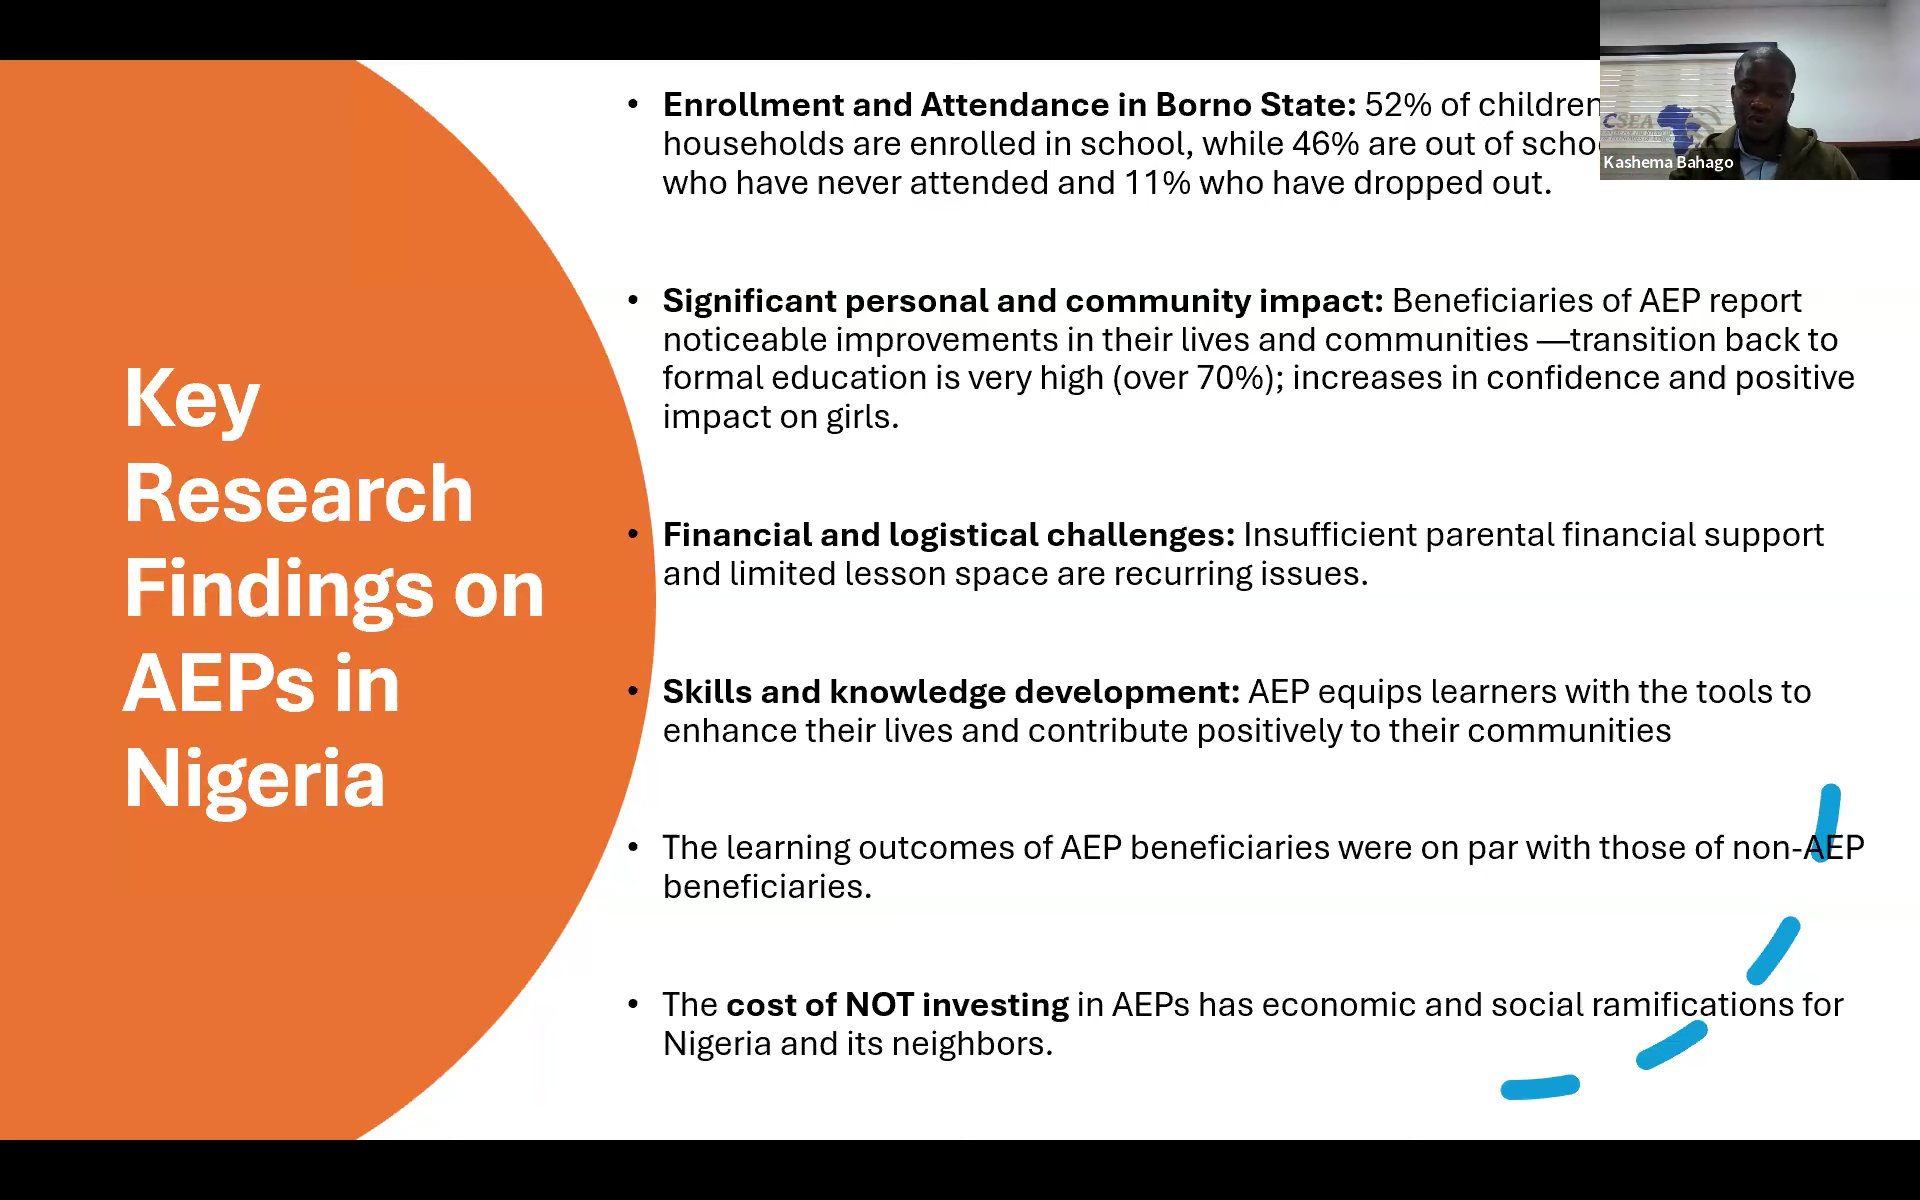 Key
Research
Findings on
AEPs in
Nigeria
• Enrollment and Attendance in Borno State: 52% of children
households are enrolled in school, while 46% are out of
who have never attended and 11% who have dropped out.
• Significant personal and community impact: Beneficiaries of AEP report
noticeable improvements in their lives and communities —transition back to
formal education is very high (over 70%); increases in confidence and positive
impact on girls.
• Financial and logistical challenges: Insufficient parental financial support
and limited lesson space are recurring issues.
• Skills and knowledge development: AEP equips learners with the tools to
enhance their lives and contribute positively to their communities
• The learning outcomes of AEP beneficiaries were on par with those of non-AEP
beneficiaries.
• The cost of NOT investing in AEPs has economic and social ramifications for
Nigeria and its neighbors.
CSEA
Kashema Bahago